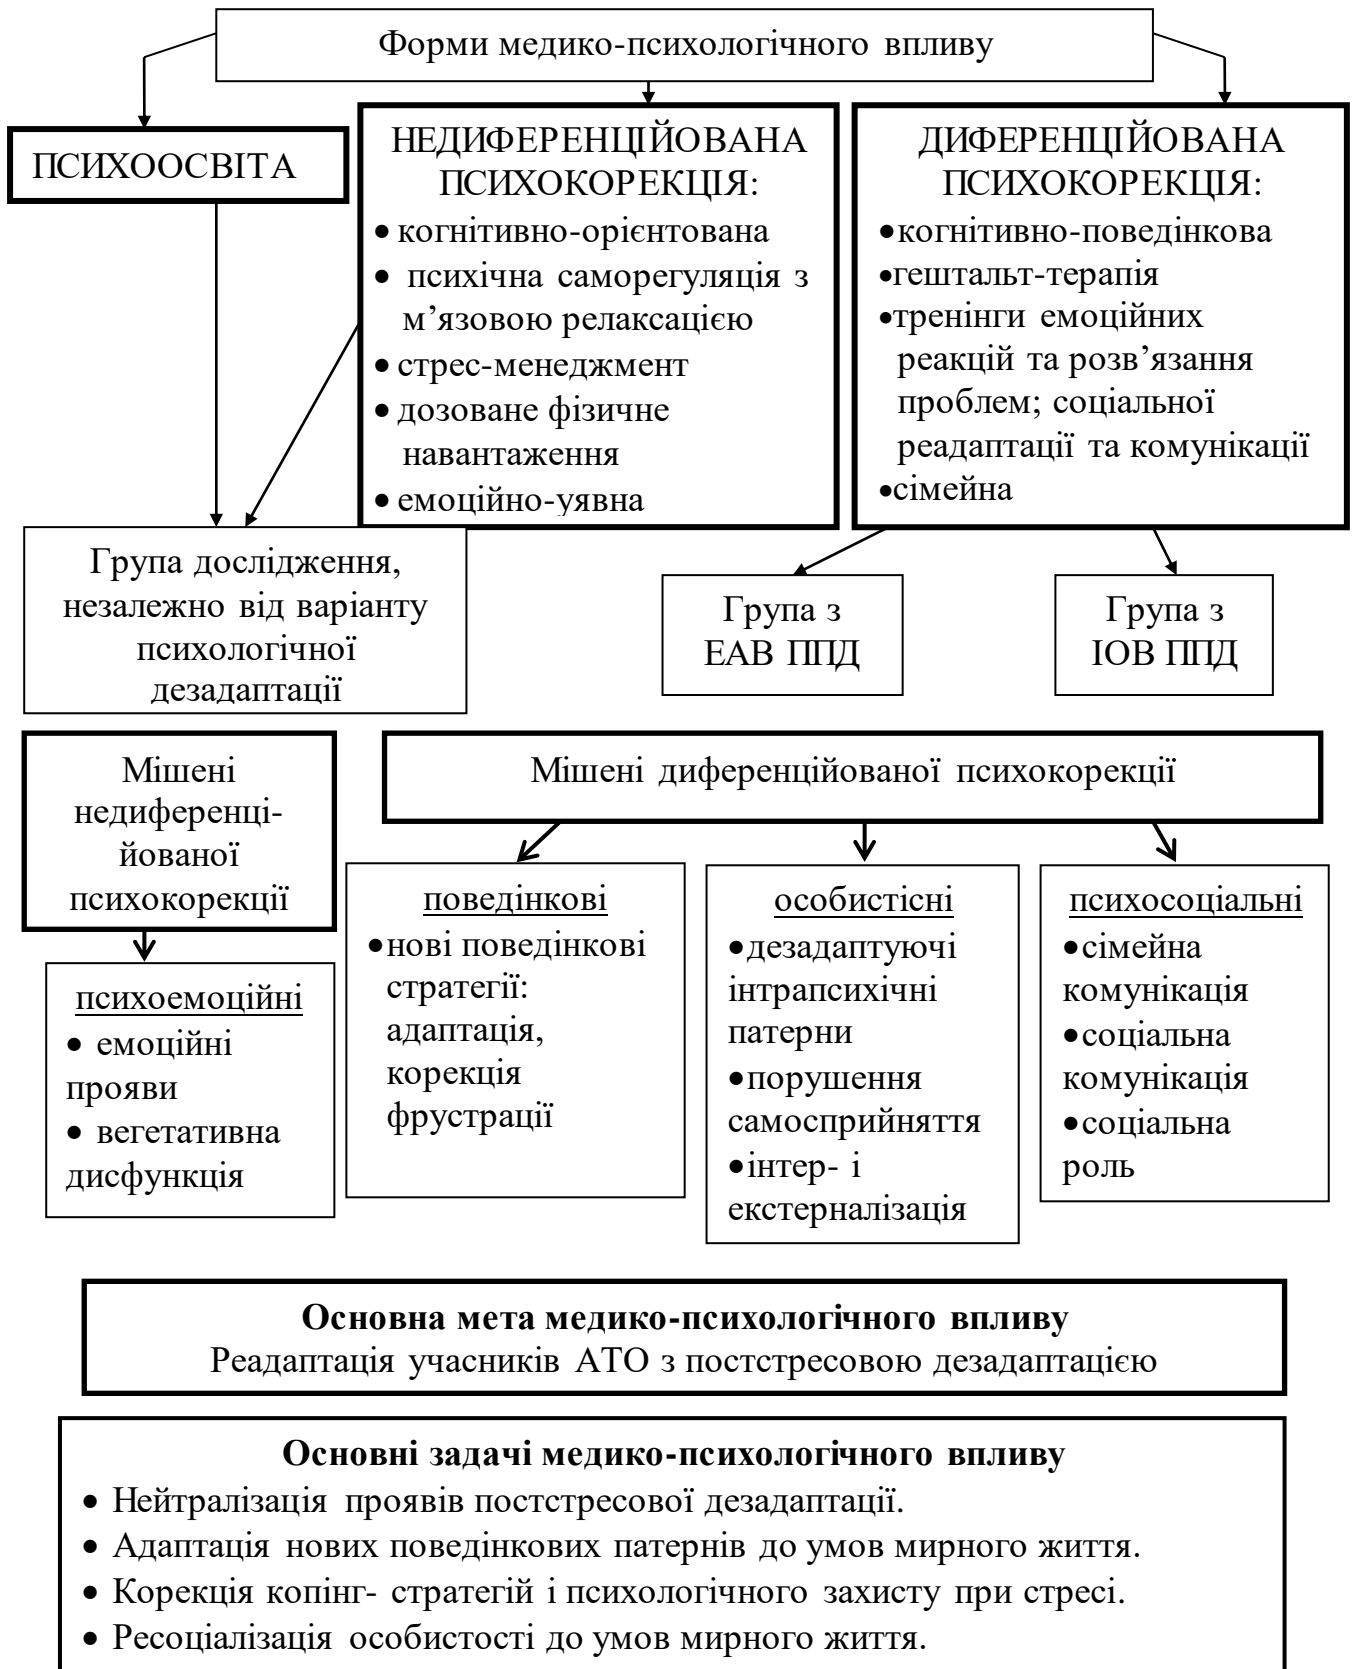 Форми медико-психологічного впливу
ПСИХООСВІТА
НЕДИФЕРЕНЦІЙОВАНА
ПСИХОКОРЕКЦІЯ:
• когнітивно-орієнтована
• психічна саморегуляція з
м’язовою релаксацією
• стрес-менеджмент
• дозоване фізичне
навантаження
• емоційно-уявна
ДИФЕРЕНЦІЙОВАНА
ПСИХОКОРЕКЦІЯ:
•когнітивно-поведінкова
•гештальт-терапія
•тренінги емоційних
реакцій та розв’язання
проблем; соціальної
реадаптації та комунікації
•сімейна
Група дослідження,
незалежно від варіанту
психологічної
дезадаптації
Група з
ЕАВ ППД
Група з
ІОВ ППД
Мішені
недиференці-
йованої
психокорекції
Мішені диференційованої психокорекції
психоемоційні
• емоційні
прояви
• вегетативна
дисфункція
поведінкові
•нові поведінкові
стратегії:
адаптація,
корекція
фрустрації
особистісні
•дезадаптуючі
інтрапсихічні
патерни
•порушення
самосприйняття
•інтер- і
екстерналізація
психосоціальні
•сімейна
комунікація
•соціальна
комунікація
•соціальна
роль
Основна мета медико-психологічного впливу
Реадаптація учасників АТО з постстресовою дезадаптацією
Основні задачі медико-психологічного впливу
• Нейтралізація проявів постстресової дезадаптації.
• Адаптація нових поведінкових патернів до умов мирного життя.
• Корекція копінг- стратегій і психологічного захисту при стресі.
• Ресоціалізація особистості до умов мирного життя.